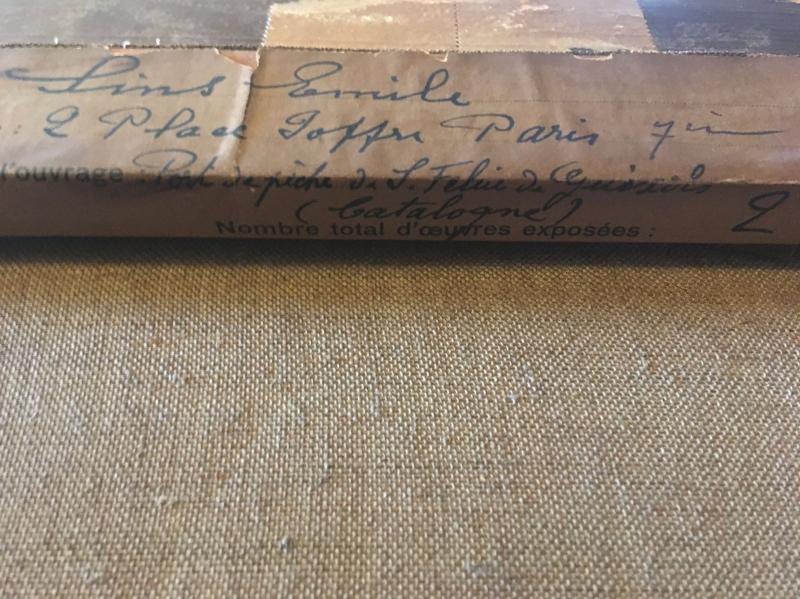 Lins Emile
: 2 Place Joffre Paris 7ie
l'ouvrage : Port de pêche de S. Feliu de Guixols
(Catalogne)
Nombre total d'œuvres exposées : 2